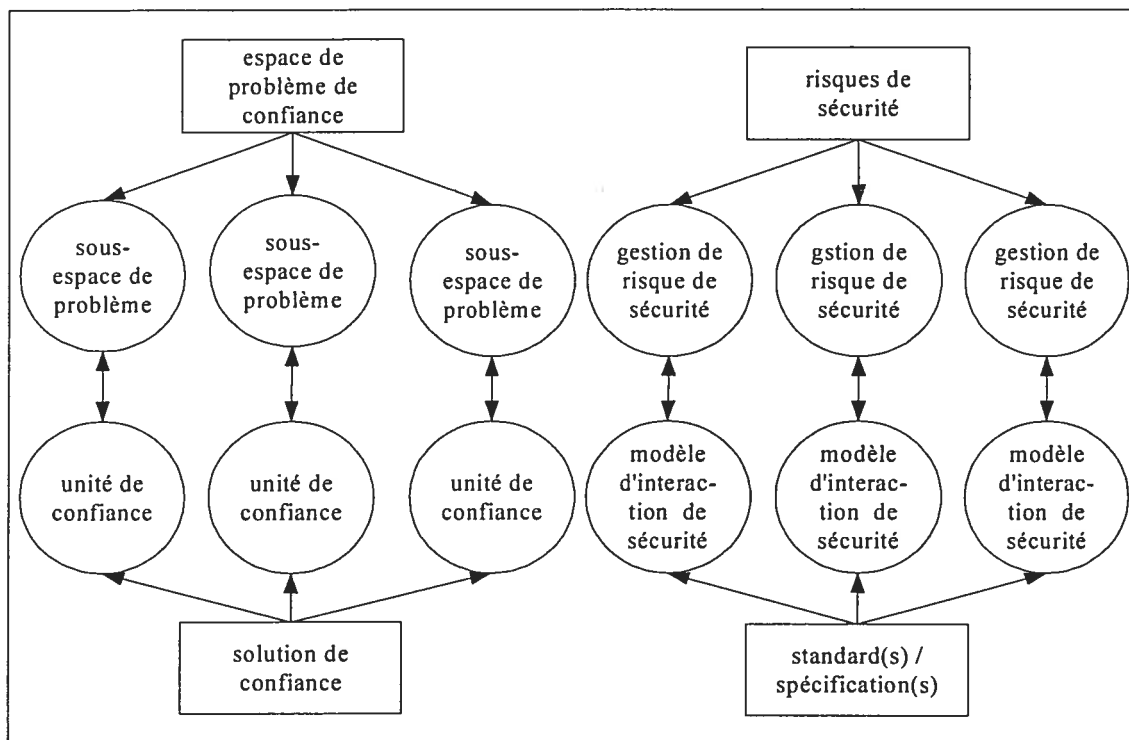 espace de
problème de
confiance
risques de
sécurité
sous-
espace de
problème
sous-
espace de
problème
sous-
espace de
problème
gestion de
risque de
sécurité
gstion de
risque de
sécurité
gestion de
risque de
sécurité
unité de
confiance
unité de
confiance
unité de
confiance
modèle
d'interac-
tion de
sécurité
modèle
d'interac-
tion de
sécurité
modèle
d'interac-
tion de
sécurité
solution de
confiance
standard(s) /
spécification(s)